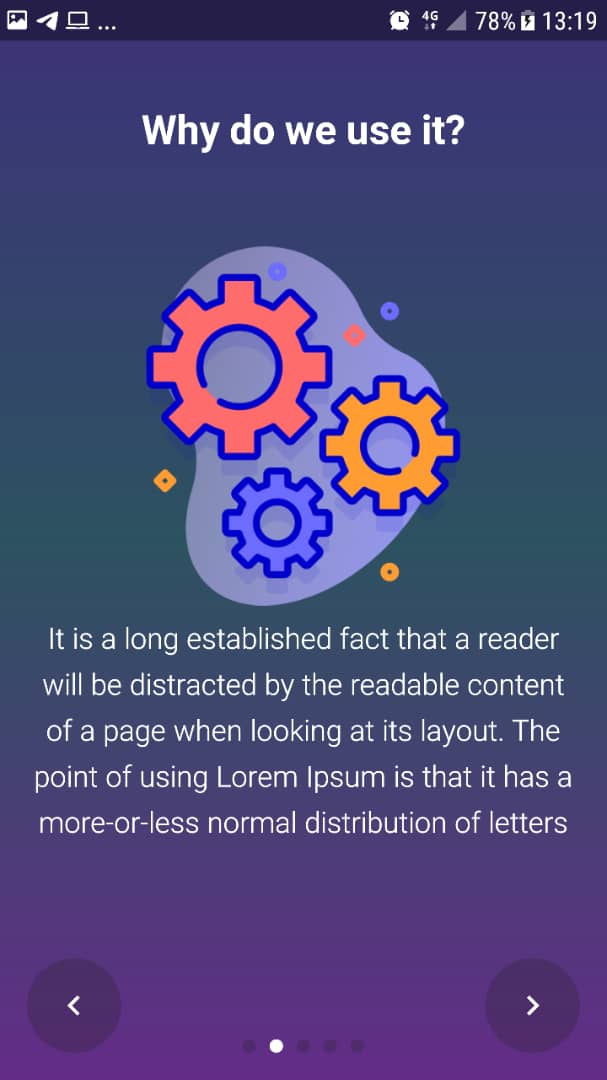 4G 78% 13:19
Why do we use it?
It is a long established fact that a reader
will be distracted by the readable content
of a page when looking at its layout. The
point of using Lorem Ipsum is that it has a
more-or-less normal distribution of letters